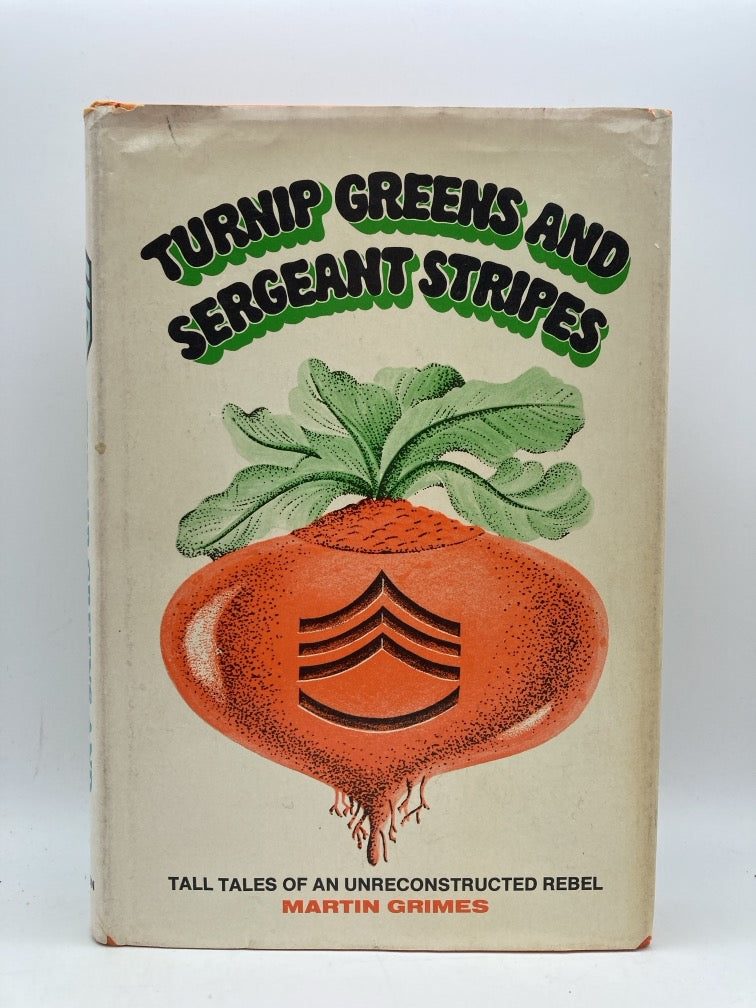 TURNIP GREENS AND
SERGEANT STRIPES
TALL TALES OF AN UNRECONSTRUCTED REBEL
MARTIN GRIMES